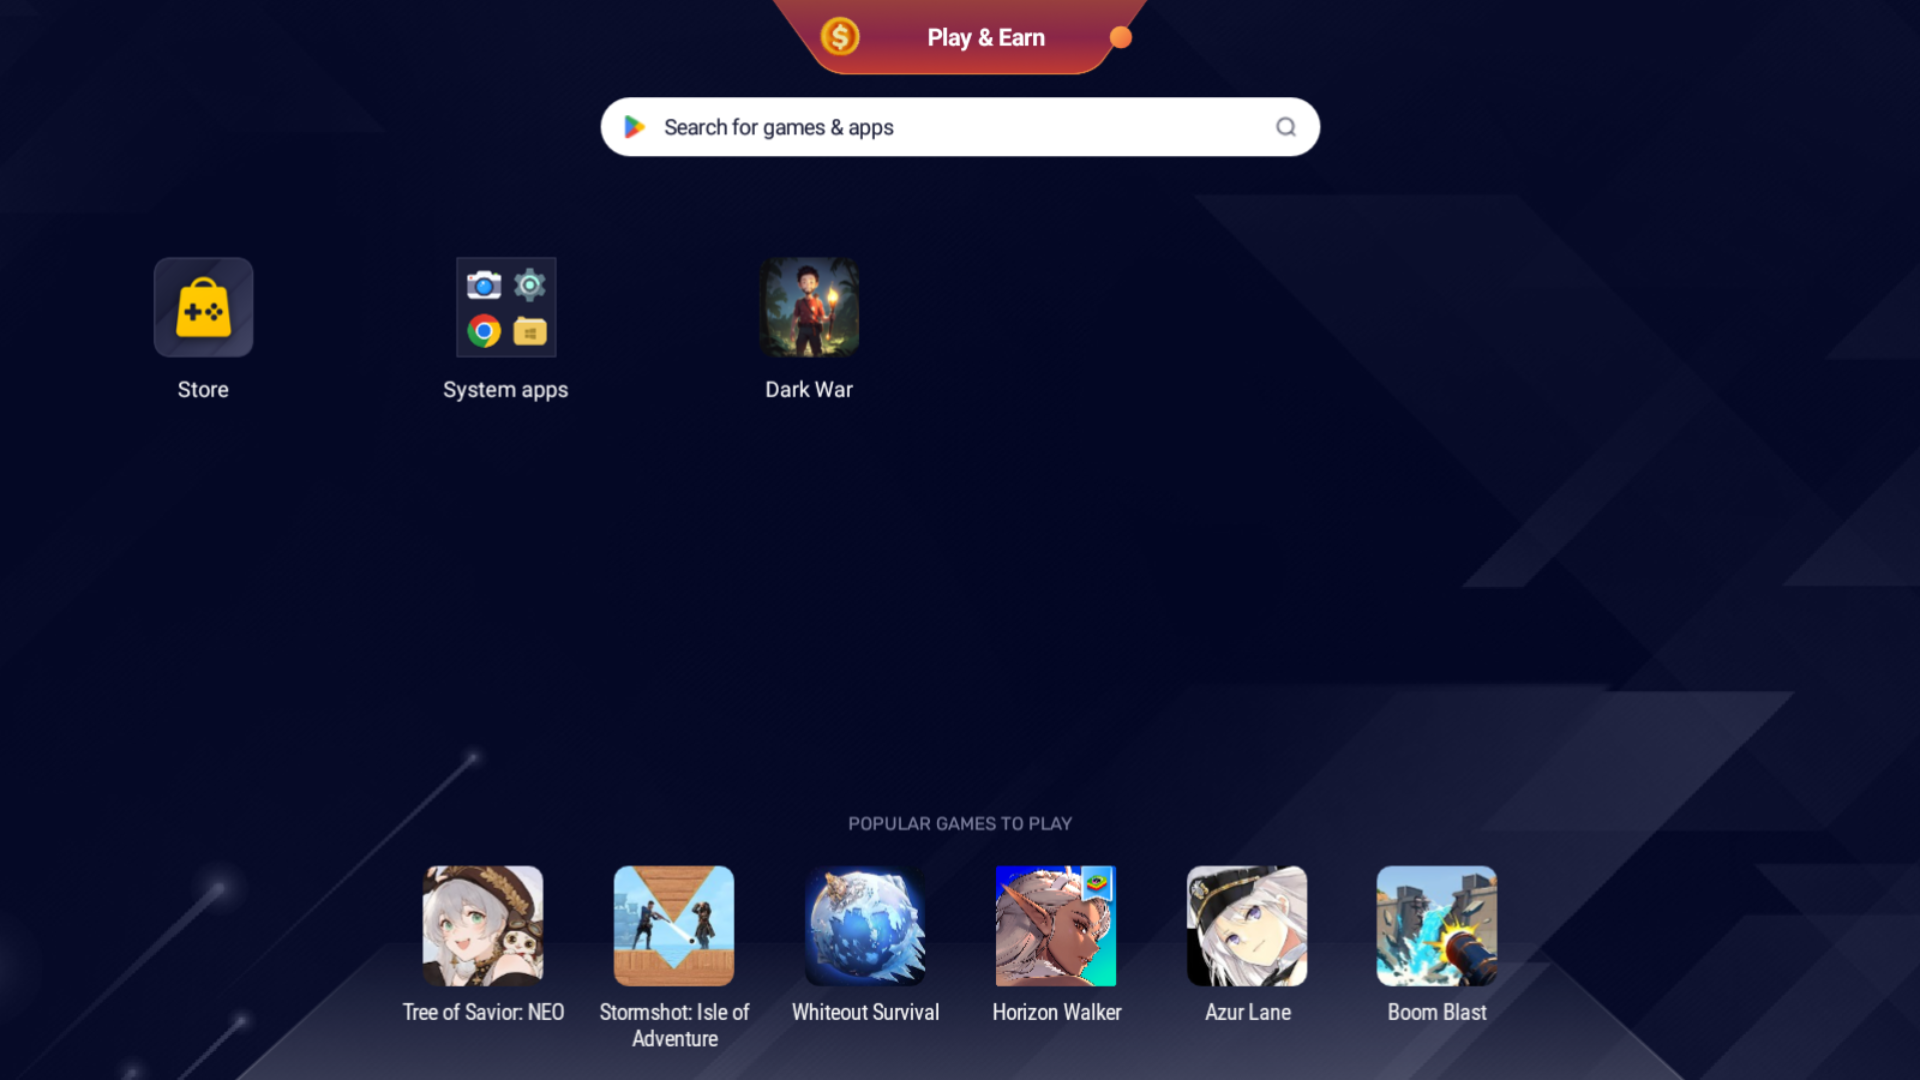 Play & Earn
Search for games & apps
Store
System apps
Dark War
POPULAR GAMES TO PLAY
Tree of Savior: NEO
Stormshot: Isle of
Adventure
Whiteout Survival
Horizon Walker
Azur Lane
Boom Blast